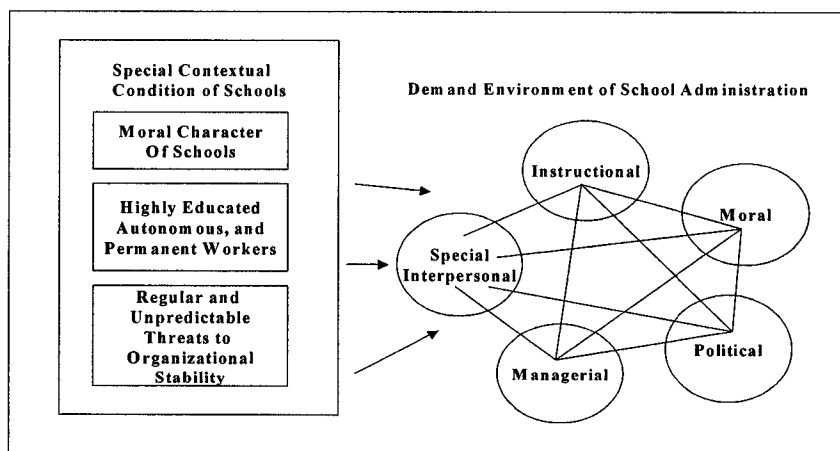 Special Contextual
Condition of Schools
Moral Character
Of Schools
Highly Educated
Autonomous, and
Permanent Workers
Regular and
Unpredictable
Threats to
Organizational
Stability
Demand Environment of School Administration
Instructional
Moral
Special
Interpersonal
Political
Managerial